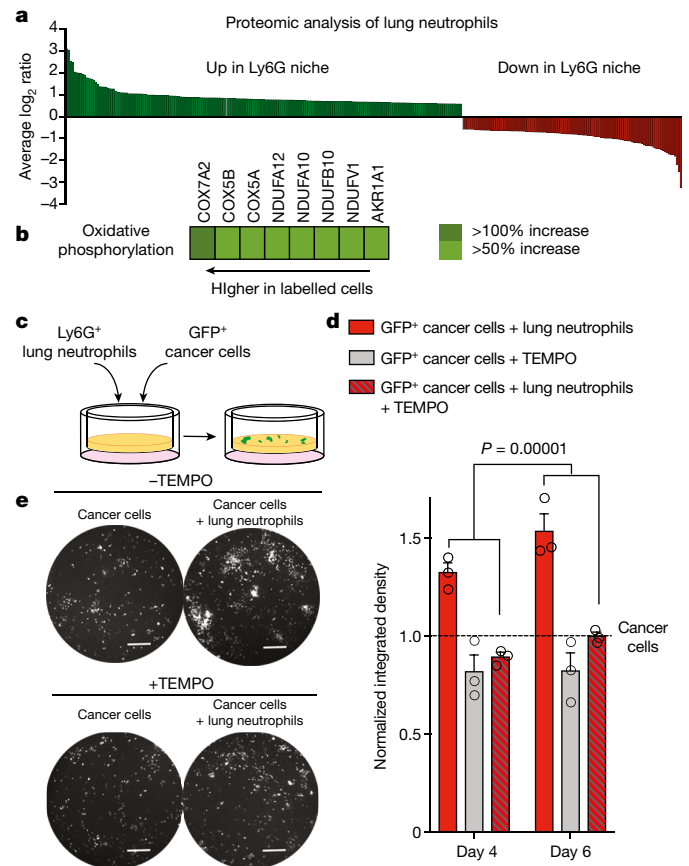 a
Proteomic analysis of lung neutrophils
Average log2 ratio
4
3
2
1
0
−1
−2
−3
−4
Up in Ly6G niche
Down in Ly6G niche
b
Oxidative
phosphorylation
COX7A2
COX5B
COX5A
NDUFA12
NDUFA10
NDUFB10
NDUFV1
AKR1A1
>100% increase
>50% increase
HIgher in labelled cells
c
Ly6G+
lung neutrophils
GFP+
cancer cells
d
GFP+ cancer cells + lung neutrophils
GFP+ cancer cells + TEMPO
GFP+ cancer cells + lung neutrophils
+ TEMPO
P = 0.00001
Normalized integrated density
1.5
1.0
0.5
0
Cancer
cells
Day 4
Day 6
e
−TEMPO
Cancer cells
Cancer cells
+ lung neutrophils
+TEMPO
Cancer cells
Cancer cells
+ lung neutrophils